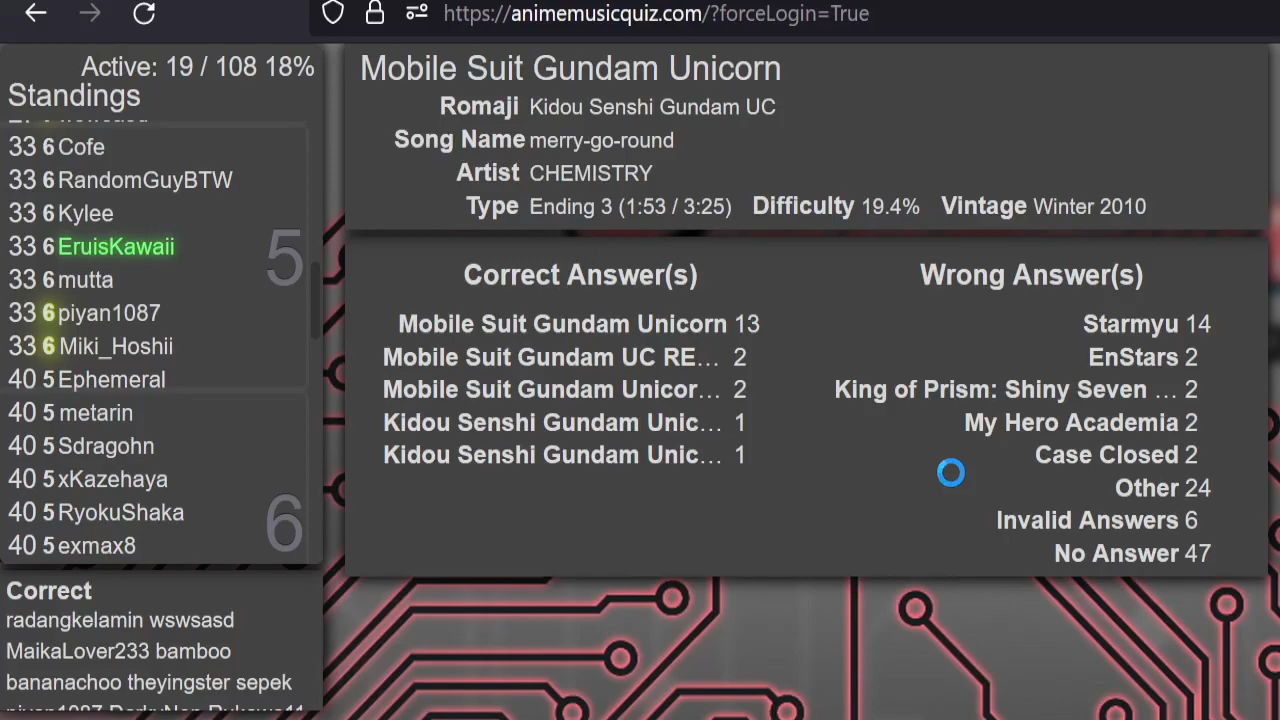 https://animemusicquiz.com/?forceLogin=True
Active: 19 / 108 18%
Standings
33 6 Cofe
33 6 RandomGuyBTW
33 6 Kylee
33 6 EruisKawaii
5
33 6 mutta
33 6 piyan1087
33 6 Miki_Hoshii
40 5 Ephemeral
40 5 metarin
40 5 Sdragohn
40 5 xKazehaya
40 5 RyokuShaka
6
40 5 exmax8
Correct
radangkelamin wswsasd
MaikaLover233 bamboo
bananachoo theyingster sepek
Mobile Suit Gundam Unicorn
Romaji Kidou Senshi Gundam UC
Song Name merry-go-round
Artist CHEMISTRY
Type Ending 3 (1:53 / 3:25) Difficulty 19.4% Vintage Winter 2010
Correct Answer(s)
Mobile Suit Gundam Unicorn 13
Mobile Suit Gundam UC RE... 2
Mobile Suit Gundam Unicor... 2
Kidou Senshi Gundam Unic... 1
Kidou Senshi Gundam Unic... 1
Wrong Answer(s)
Starmyu 14
EnStars 2
King of Prism: Shiny Seven ... 2
My Hero Academia 2
Case Closed 2
Other 24
Invalid Answers 6
No Answer 47